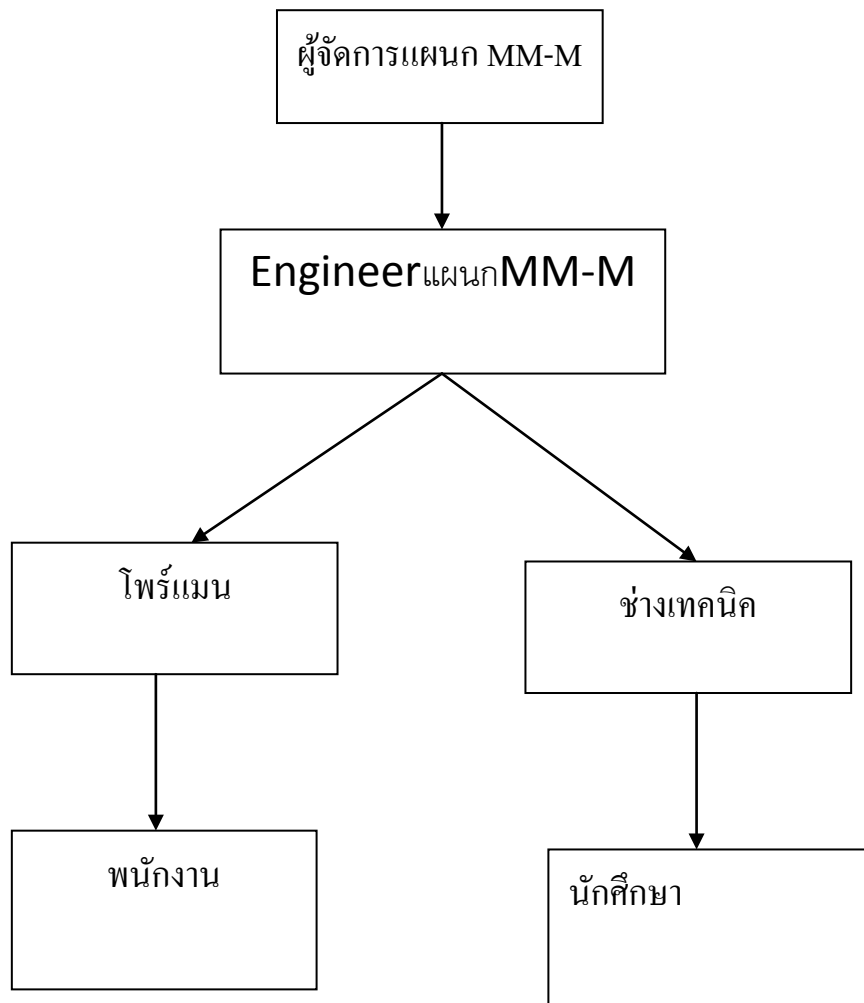 ผู้จัดการแผนก MM-M
EngineerแผนกMM-M
โพร์แมน
ช่างเทคนิค
พนักงาน
นักศึกษา